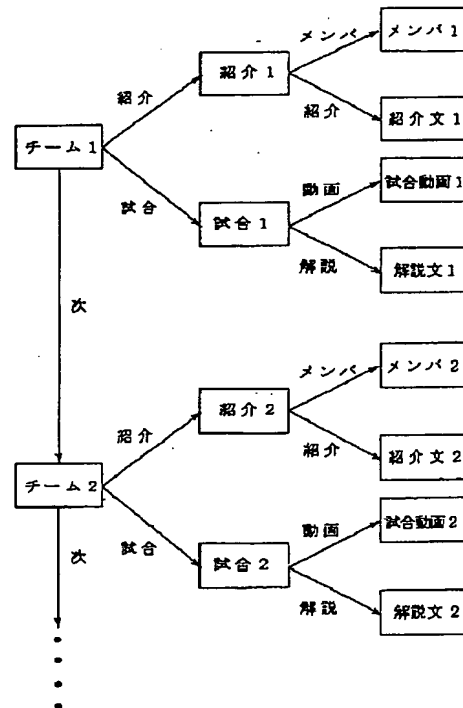 メンバ
メンバ1
紹介1
紹介
紹介
紹介文1
チーム1
動画
試合動画1
試合
試合1
解説
解説文1
次
メンバ
メンバ2
紹介2
紹介
紹介
紹介文2
チーム2
動画
試合動画2
次
試合
試合2
解説
解説文2